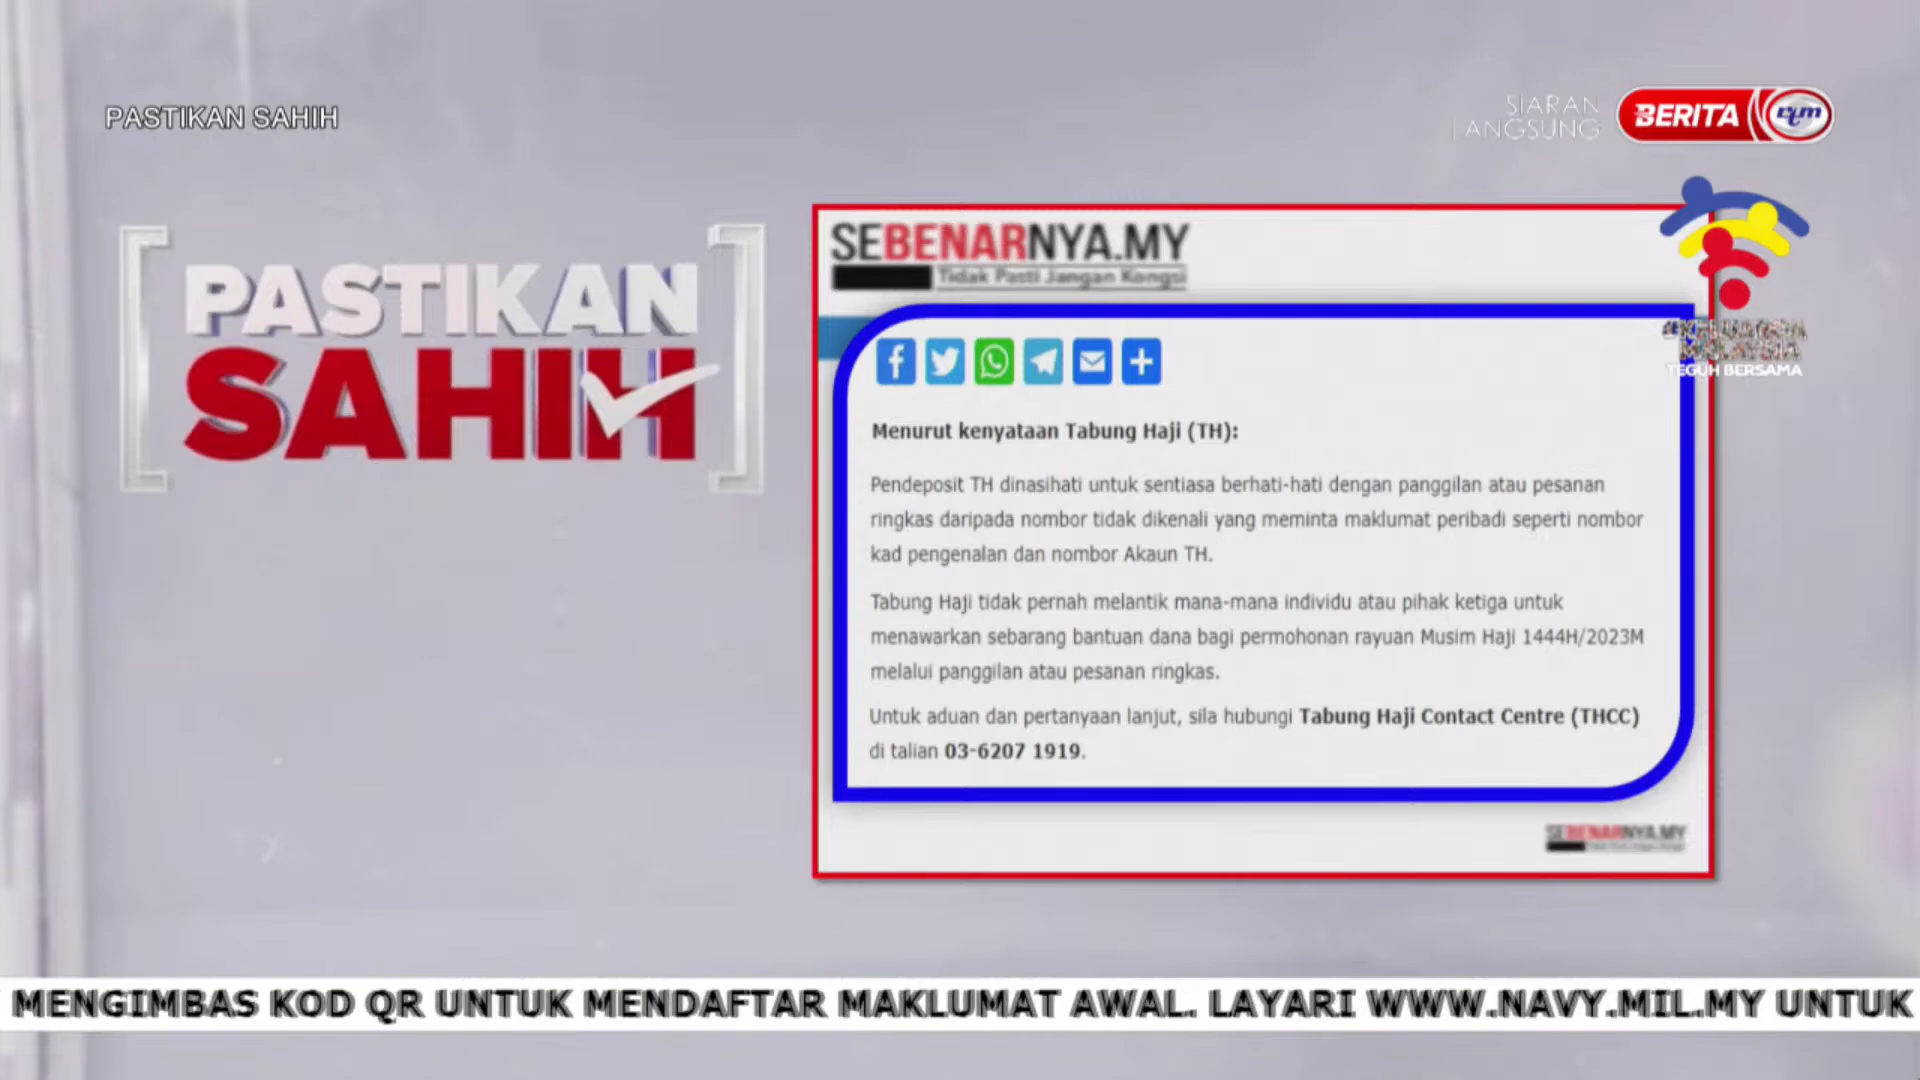 PASTIKAN SAHIH
SIARAN
LANGSUNG
BERITA rtm
PASTIKAN
SAHIH
SEBENARNYA.MY
Tidak Pasti Jangan Kongsi
#KELUARGA
MALAYSIA
TEGUH BERSAMA
Menurut kenyataan Tabung Haji (TH):
Pendeposit TH dinasihati untuk sentiasa berhati-hati dengan panggilan atau pesanan
ringkas daripada nombor tidak dikenali yang meminta maklumat peribadi seperti nombor
kad pengenalan dan nombor Akaun TH.
Tabung Haji tidak pernah melantik mana-mana individu atau pihak ketiga untuk
menawarkan sebarang bantuan dana bagi permohonan rayuan Musim Haji 1444H/2023M
melalui panggilan atau pesanan ringkas.
Untuk aduan dan pertanyaan lanjut, sila hubungi Tabung Haji Contact Centre (THCC)
di talian 03-6207 1919.
SEBENARNYA.MY
MENGIMBAS KOD QR UNTUK MENDAFTAR MAKLUMAT AWAL. LAYARI WWW.NAVY.MIL.MY UNTUK